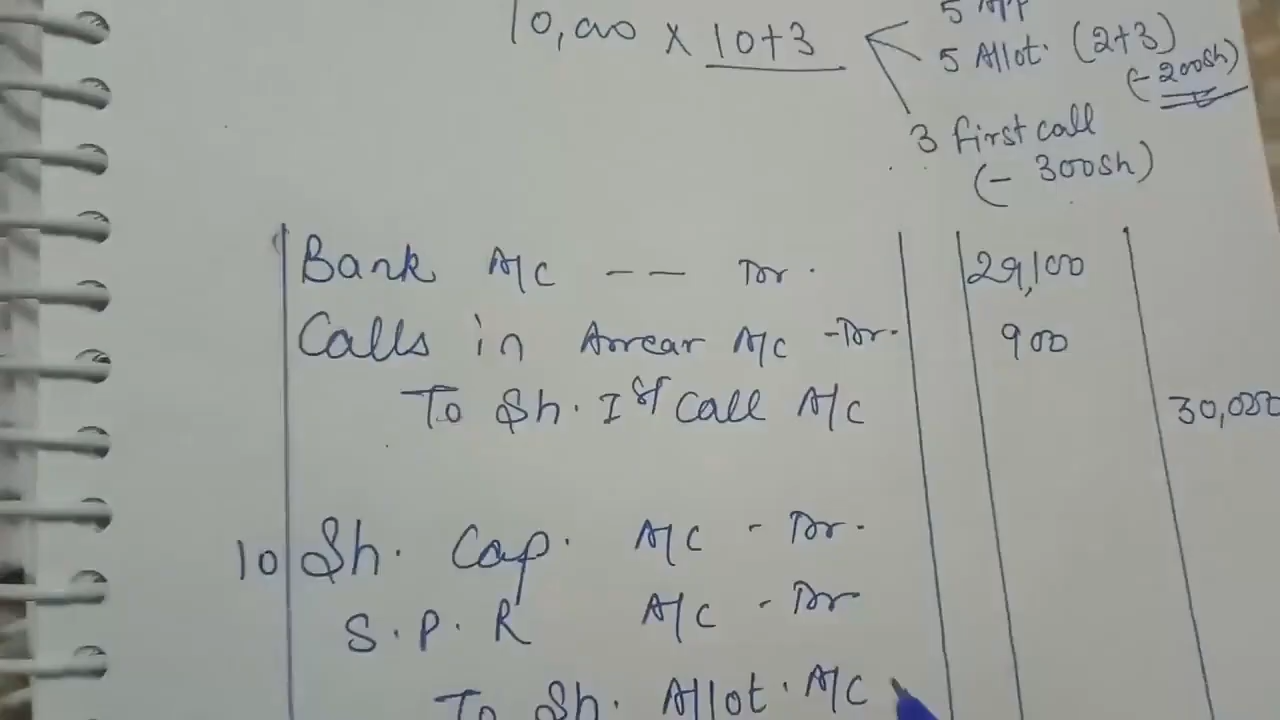 10,000 x 10+3
5 App
5 Allot. (2+3)
(- 200sh)
3 first call
(- 300sh)
Bank A/C -- Dr. 29,100
Calls in Arrear A/C - Dr. 900
To Sh. Ist Call A/C 30,000
10 Sh. Cap. A/C - Dr.
S.P.R A/C - Dr
To Sh. Allot. A/C